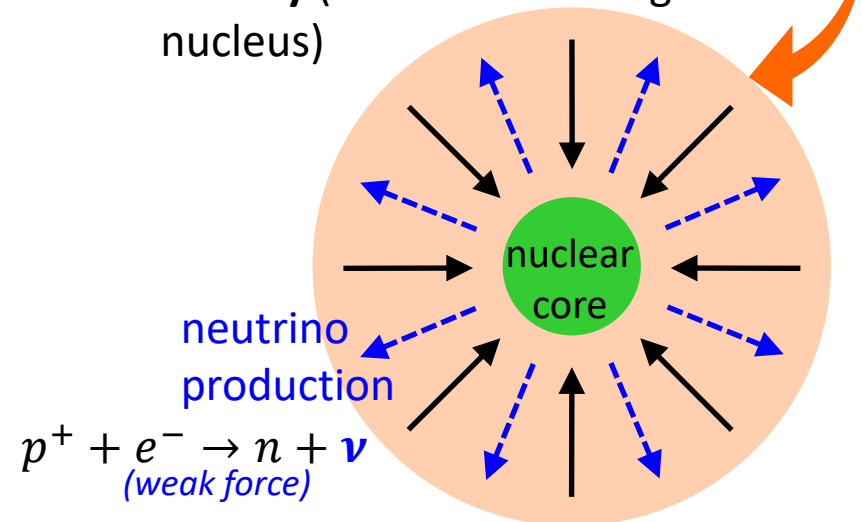 nucleus)
nuclear
core
neutrino
production
p⁺ + e⁻ → n + ν
(weak force)